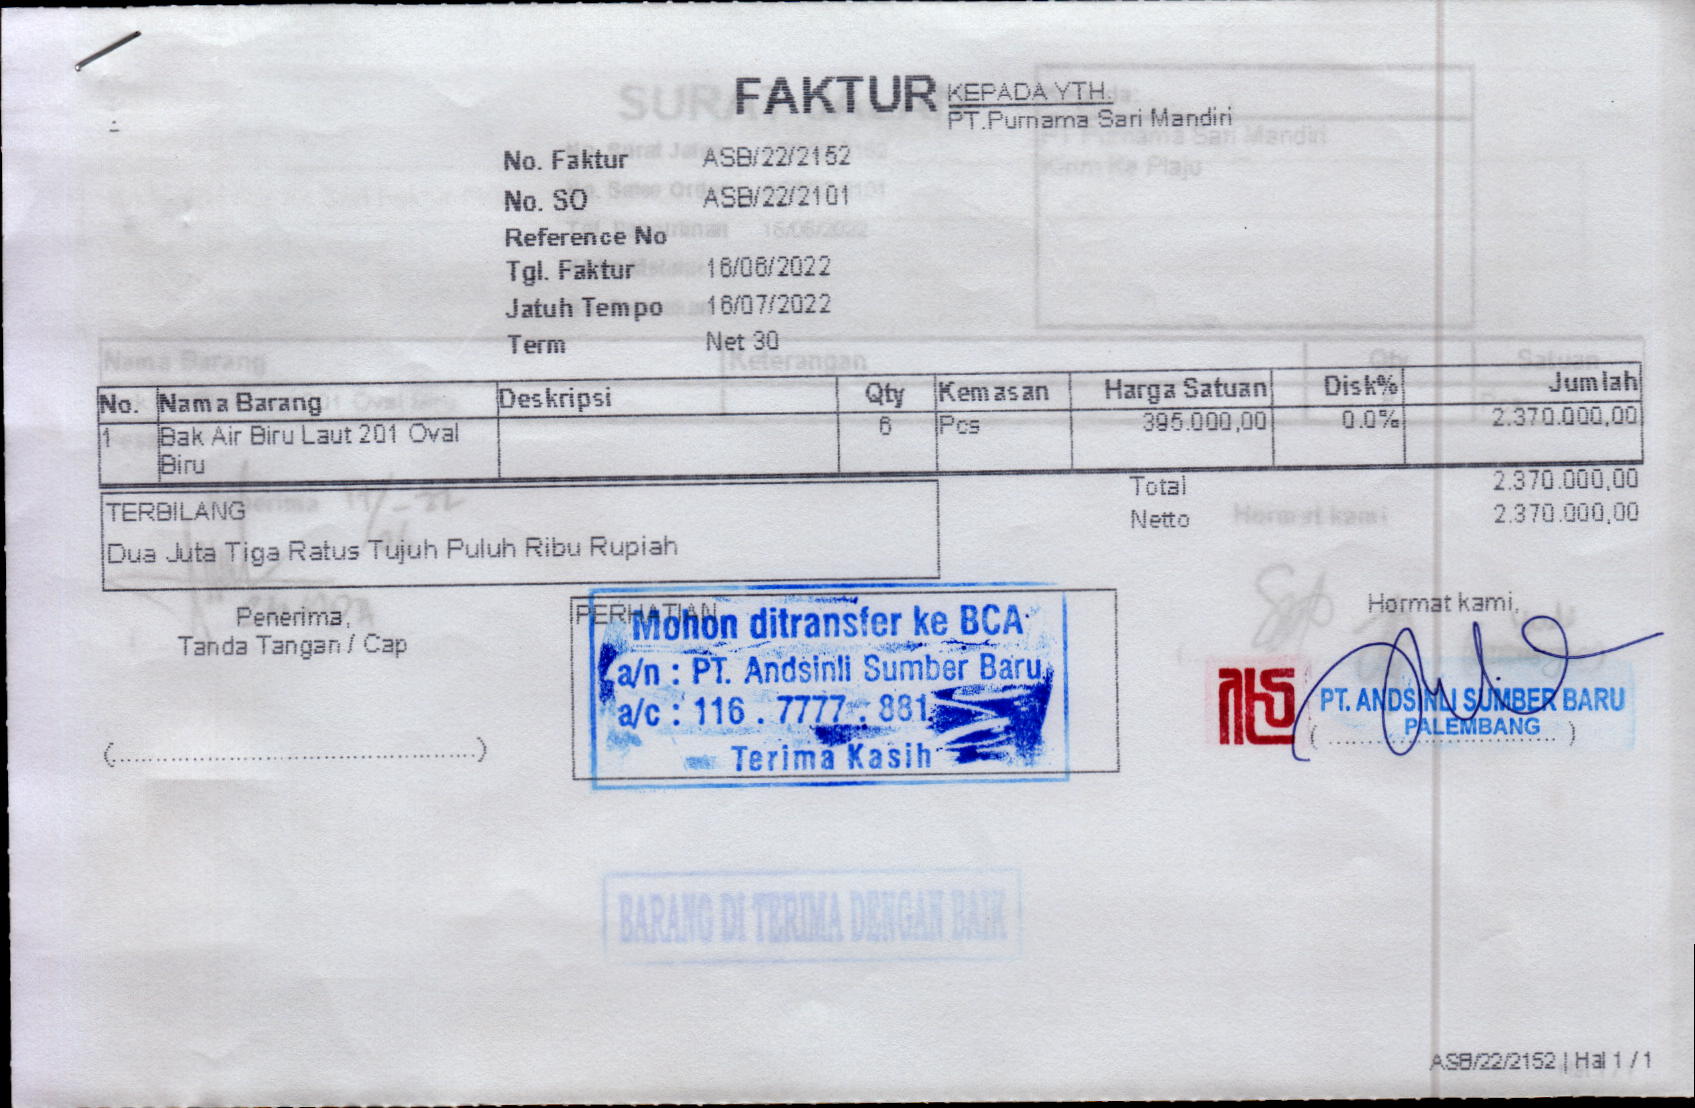 FAKTUR
KEPADA YTH.
PT.Purnama Sari Mandiri
No. Faktur ASB/22/2152
No. SO ASB/22/2101
Reference No
Tgl. Faktur 16/06/2022
Jatuh Tempo 16/07/2022
Term Net 30
No. Nama Barang Deskripsi Qty Kemasan Harga Satuan Disk% Jumlah
1 Bak Air Biru Laut 201 Oval 6 Pcs 395.000,00 0.0% 2.370.000,00
Biru
Total 2.370.000,00
Netto 2.370.000,00
TERBILANG
Dua Juta Tiga Ratus Tujuh Puluh Ribu Rupiah
Penerima,
Tanda Tangan / Cap
(..................................................)
PERHATIAN
Mohon ditransfer ke BCA
a/n : PT. Andsinli Sumber Baru
a/c : 116 . 7777 . 881
Terima Kasih
Hormat kami,
PT. ANDSINLI SUMBER BARU
PALEMBANG
(..................................)
BARANG DI TERIMA DENGAN BAIK
ASB/22/2152 | Hal 1 / 1